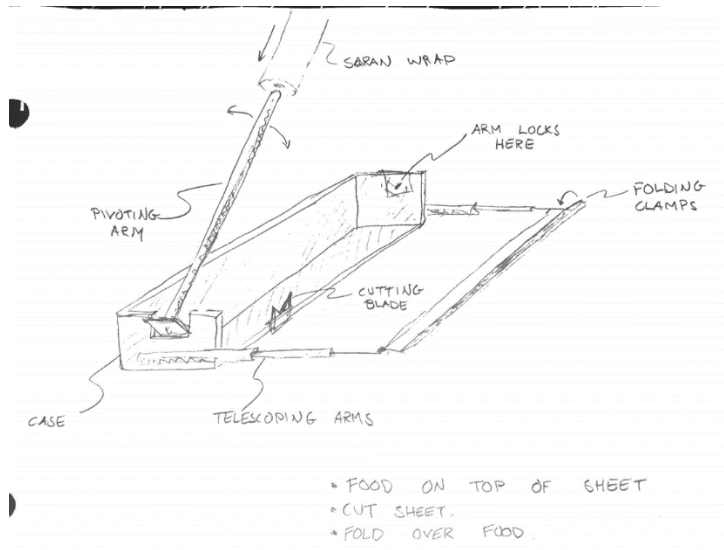 SARAN WRAP
ARM LOCKS
HERE
FOLDING
CLAMPS
PIVOTING
ARM
CUTTING
BLADE
CASE
TELESCOPING ARMS
• FOOD ON TOP OF SHEET
• CUT SHEET.
• FOLD OVER FOOD.